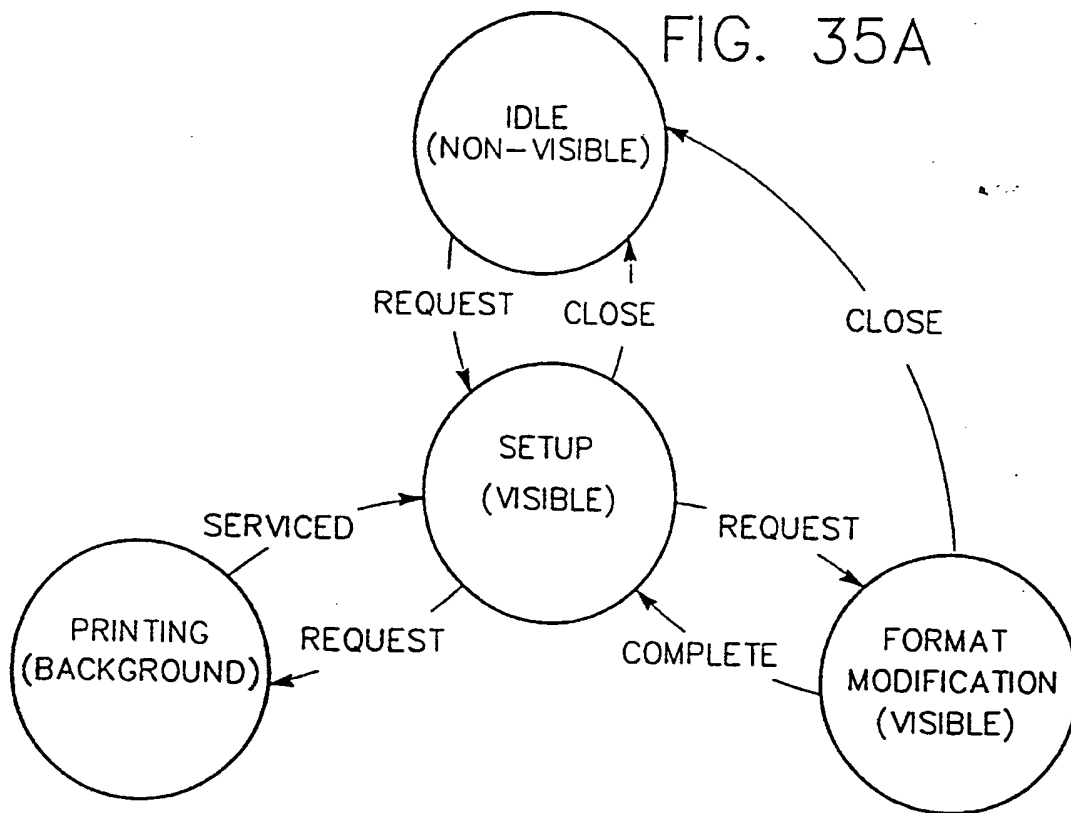 FIG. 35A
IDLE
(NON-VISIBLE)
REQUEST
CLOSE
CLOSE
SETUP
(VISIBLE)
SERVICED
REQUEST
PRINTING
(BACKGROUND)
REQUEST
COMPLETE
FORMAT
MODIFICATION
(VISIBLE)